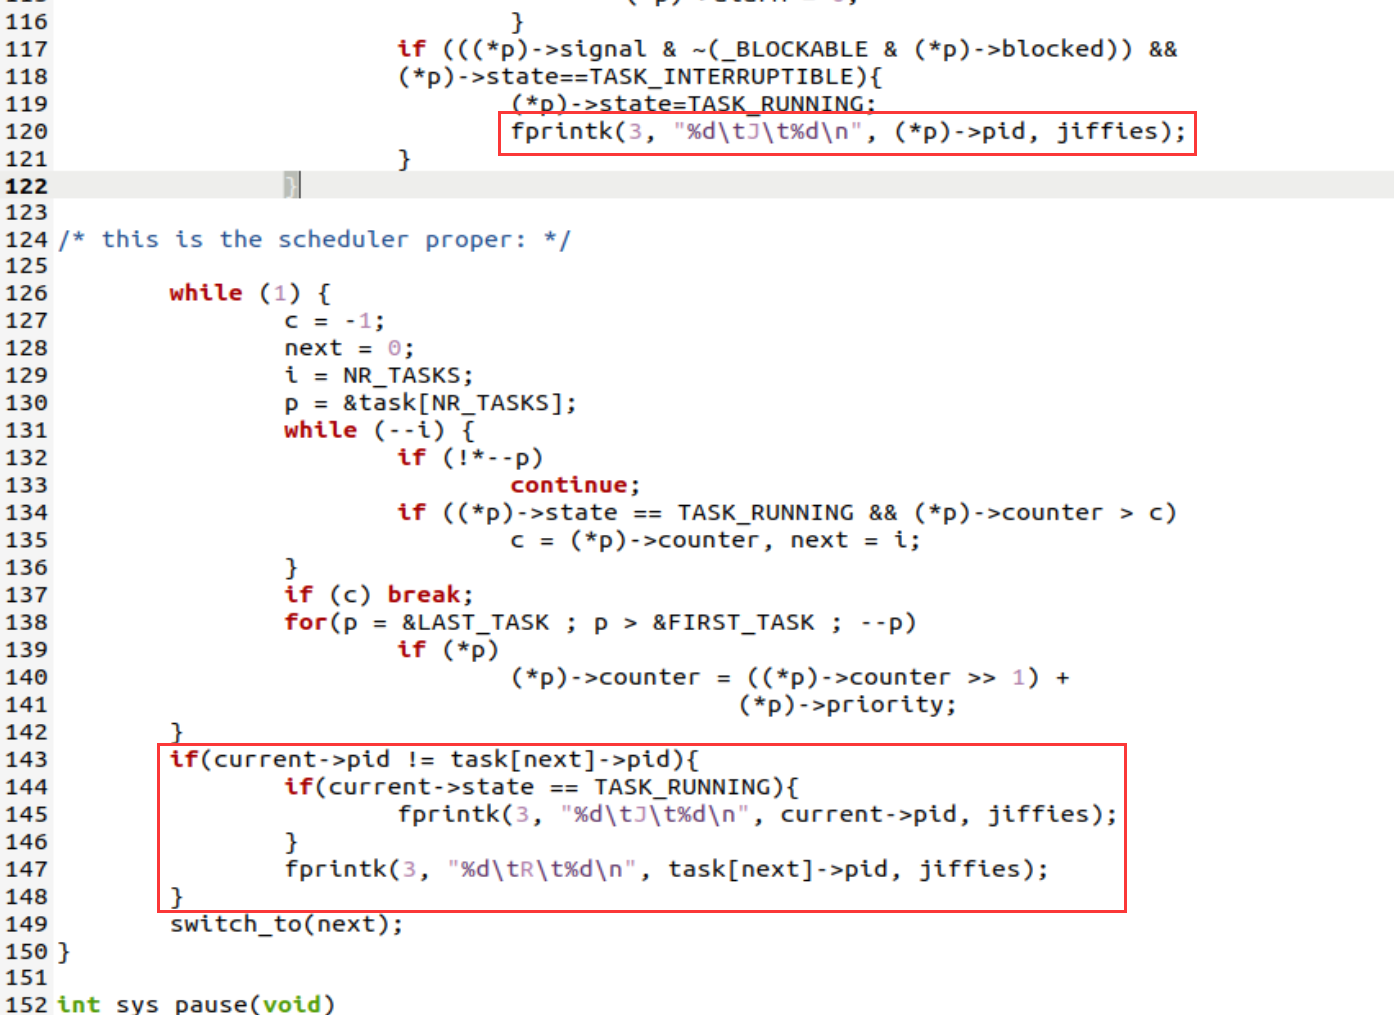 116 }
117 if (((*p)->signal & ~(_BLOCKABLE & (*p)->blocked)) &&
118 (*p)->state==TASK_INTERRUPTIBLE){
119 (*p)->state=TASK_RUNNING;
120 fprintk(3, "%d\tJ\t%d\n", (*p)->pid, jiffies);
121 }
122 }
123
124 /* this is the scheduler proper: */
125
126 while (1) {
127 c = -1;
128 next = 0;
129 i = NR_TASKS;
130 p = &task[NR_TASKS];
131 while (--i) {
132 if (!*--p)
133 continue;
134 if ((*p)->state == TASK_RUNNING && (*p)->counter > c)
135 c = (*p)->counter, next = i;
136 }
137 if (c) break;
138 for(p = &LAST_TASK ; p > &FIRST_TASK ; --p)
139 if (*p)
140 (*p)->counter = ((*p)->counter >> 1) +
141 (*p)->priority;
142 }
143 if(current->pid != task[next]->pid){
144 if(current->state == TASK_RUNNING){
145 fprintk(3, "%d\tJ\t%d\n", current->pid, jiffies);
146 }
147 fprintk(3, "%d\tR\t%d\n", task[next]->pid, jiffies);
148 }
149 switch_to(next);
150 }
151
152 int sys_pause(void)